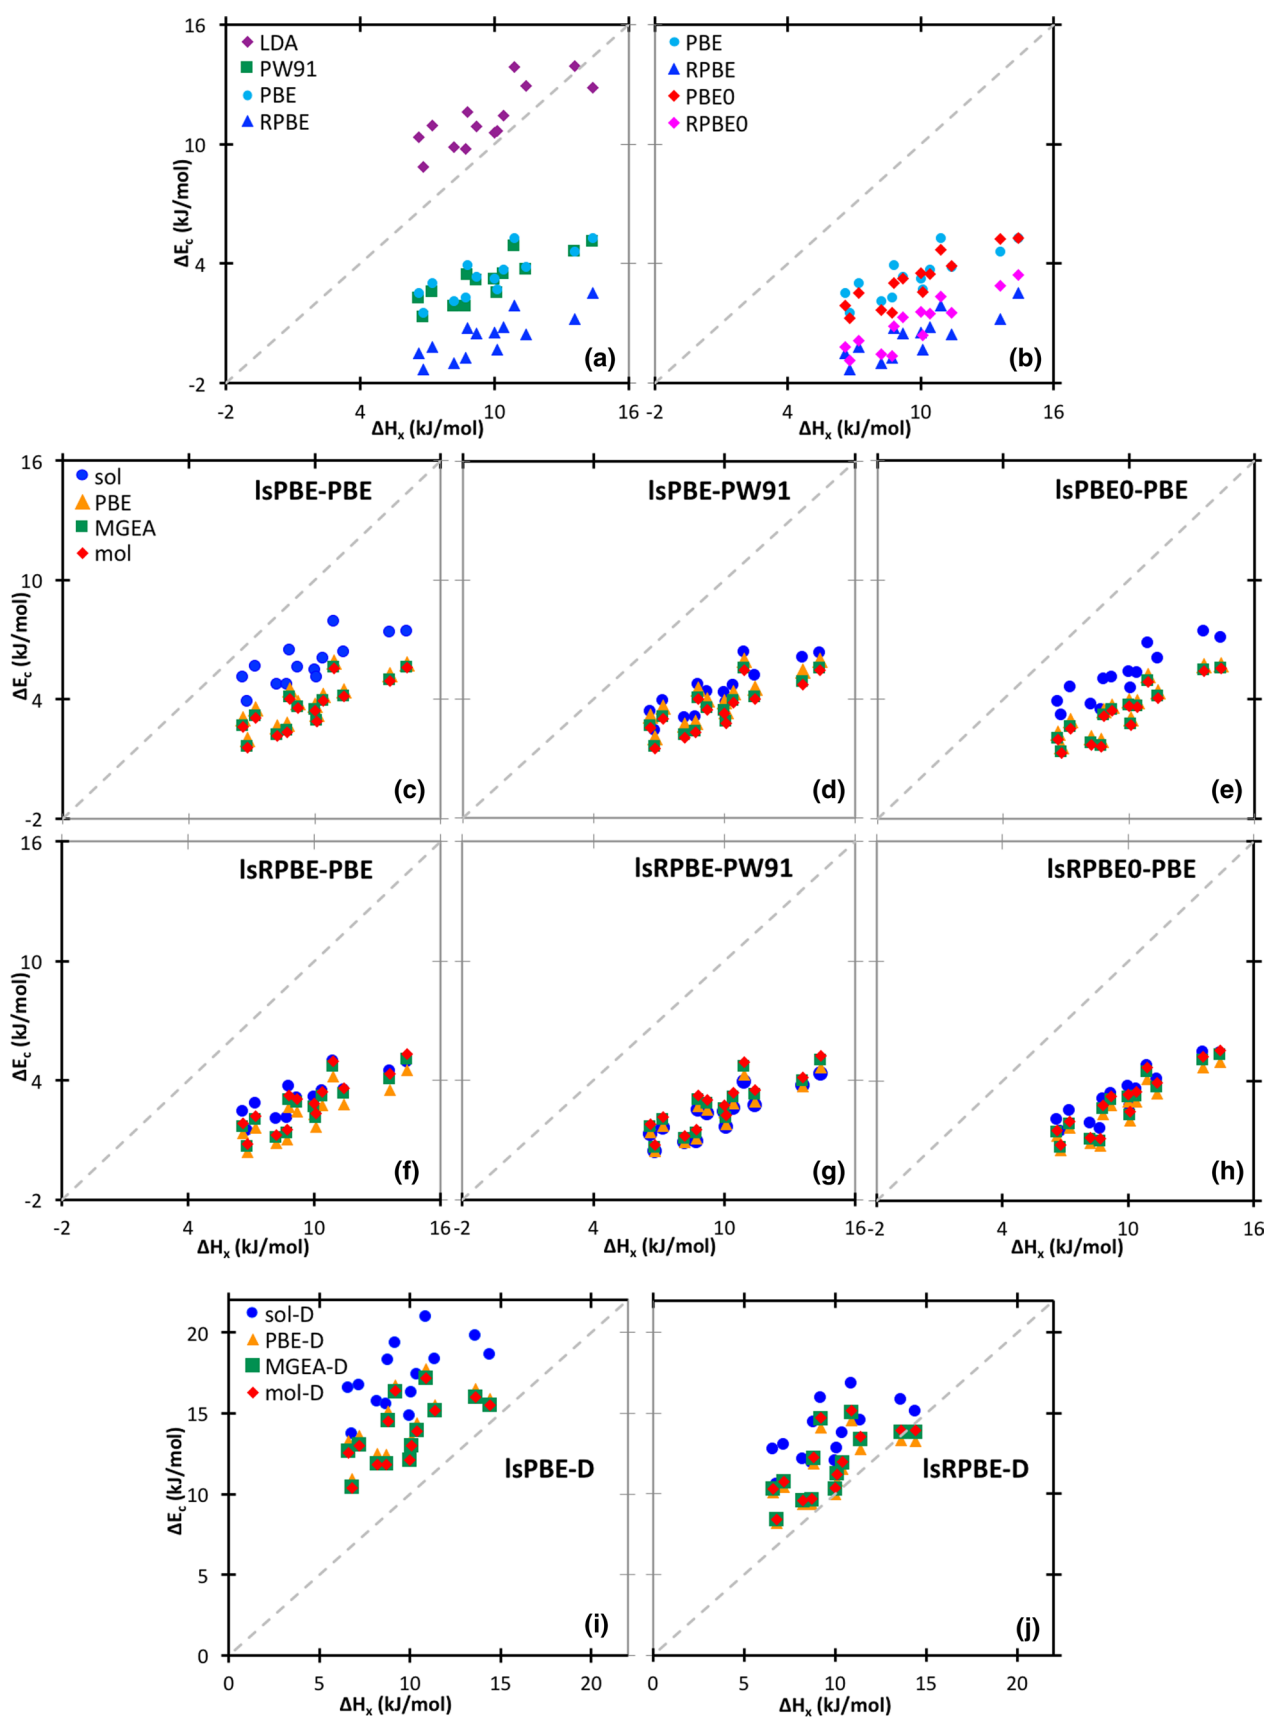 16
10
4
-2
ΔEc (kJ/mol)
LDA
PW91
PBE
RPBE
(a)
-2
4
10
16
ΔHx (kJ/mol)
PBE
RPBE
PBE0
RPBE0
(b)
-2
4
10
16
ΔHx (kJ/mol)
16
10
4
-2
ΔEc (kJ/mol)
sol
PBE
MGEA
mol
lsPBE-PBE
(c)
lsPBE-PW91
(d)
lsPBE0-PBE
(e)
16
10
4
-2
ΔEc (kJ/mol)
lsRPBE-PBE
(f)
-2
4
10
16
ΔHx (kJ/mol)
lsRPBE-PW91
(g)
-2
4
10
16
ΔHx (kJ/mol)
lsRPBE0-PBE
(h)
-2
4
10
16
ΔHx (kJ/mol)
20
15
10
5
0
ΔEc (kJ/mol)
sol-D
PBE-D
MGEA-D
mol-D
lsPBE-D
(i)
0
5
10
15
20
ΔHx (kJ/mol)
lsRPBE-D
(j)
0
5
10
15
20
ΔHx (kJ/mol)